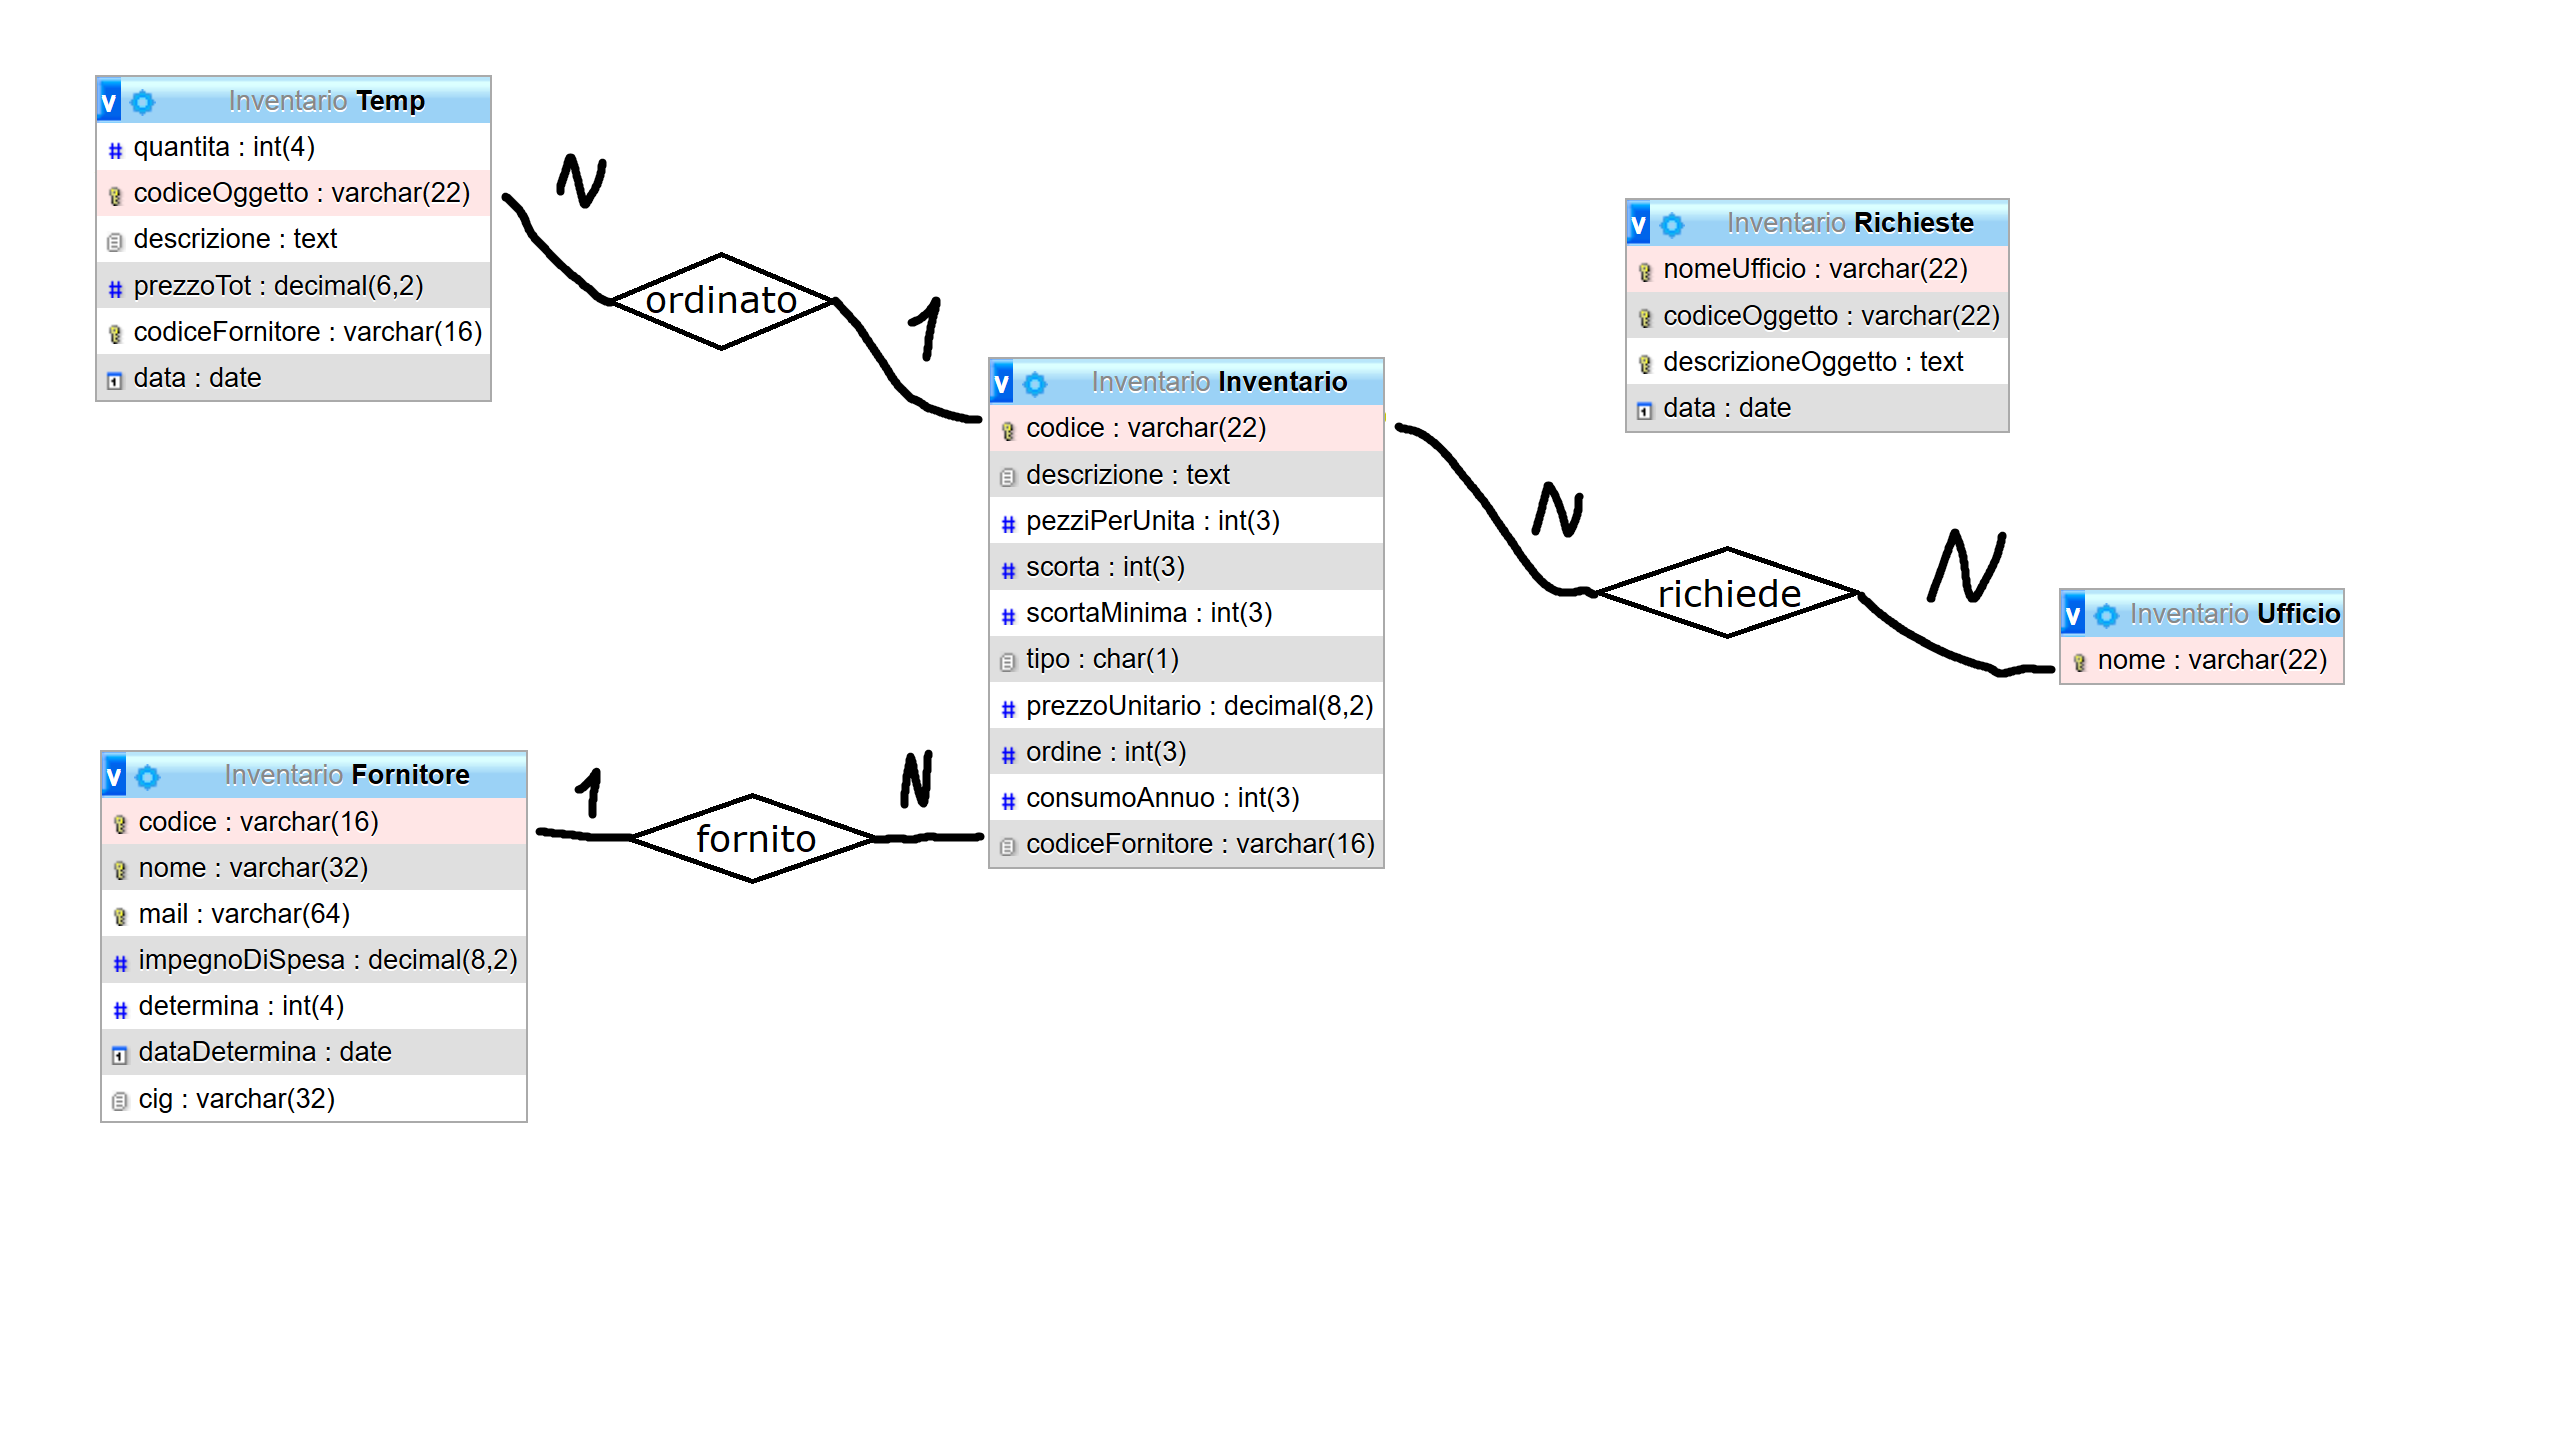 Inventario Temp
quantita : int(4)
codiceOggetto : varchar(22)
descrizione : text
prezzoTot : decimal(6,2)
codiceFornitore : varchar(16)
data : date
N
ordinato
1
Inventario Richieste
nomeUfficio : varchar(22)
codiceOggetto : varchar(22)
descrizioneOggetto : text
data : date
Inventario Inventario
codice : varchar(22)
descrizione : text
pezziPerUnita : int(3)
scorta : int(3)
scortaMinima : int(3)
tipo : char(1)
prezzoUnitario : decimal(8,2)
ordine : int(3)
consumoAnnuo : int(3)
codiceFornitore : varchar(16)
N
richiede
N
Inventario Ufficio
nome : varchar(22)
Inventario Fornitore
codice : varchar(16)
nome : varchar(32)
mail : varchar(64)
impegnoDiSpesa : decimal(8,2)
determina : int(4)
dataDetermina : date
cig : varchar(32)
1
fornito
N